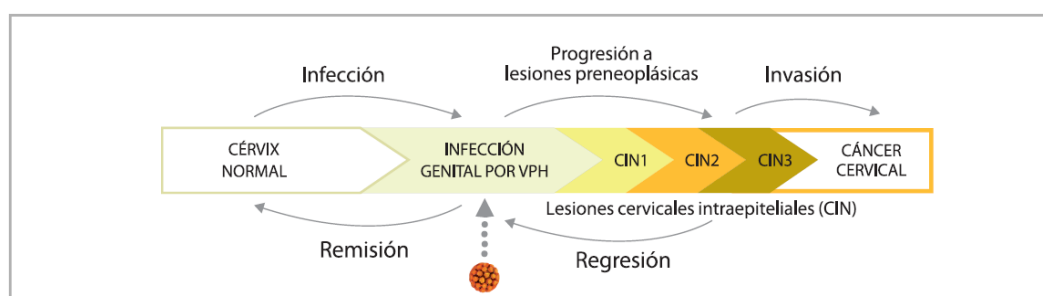 Infección
Progresión a
lesiones preneoplásicas
Invasión
CÉRVIX
NORMAL
INFECCIÓN
GENITAL POR VPH
CIN1
CIN2
CIN3
CÁNCER
CERVICAL
Lesiones cervicales intraepiteliales (CIN)
Remisión
Regresión